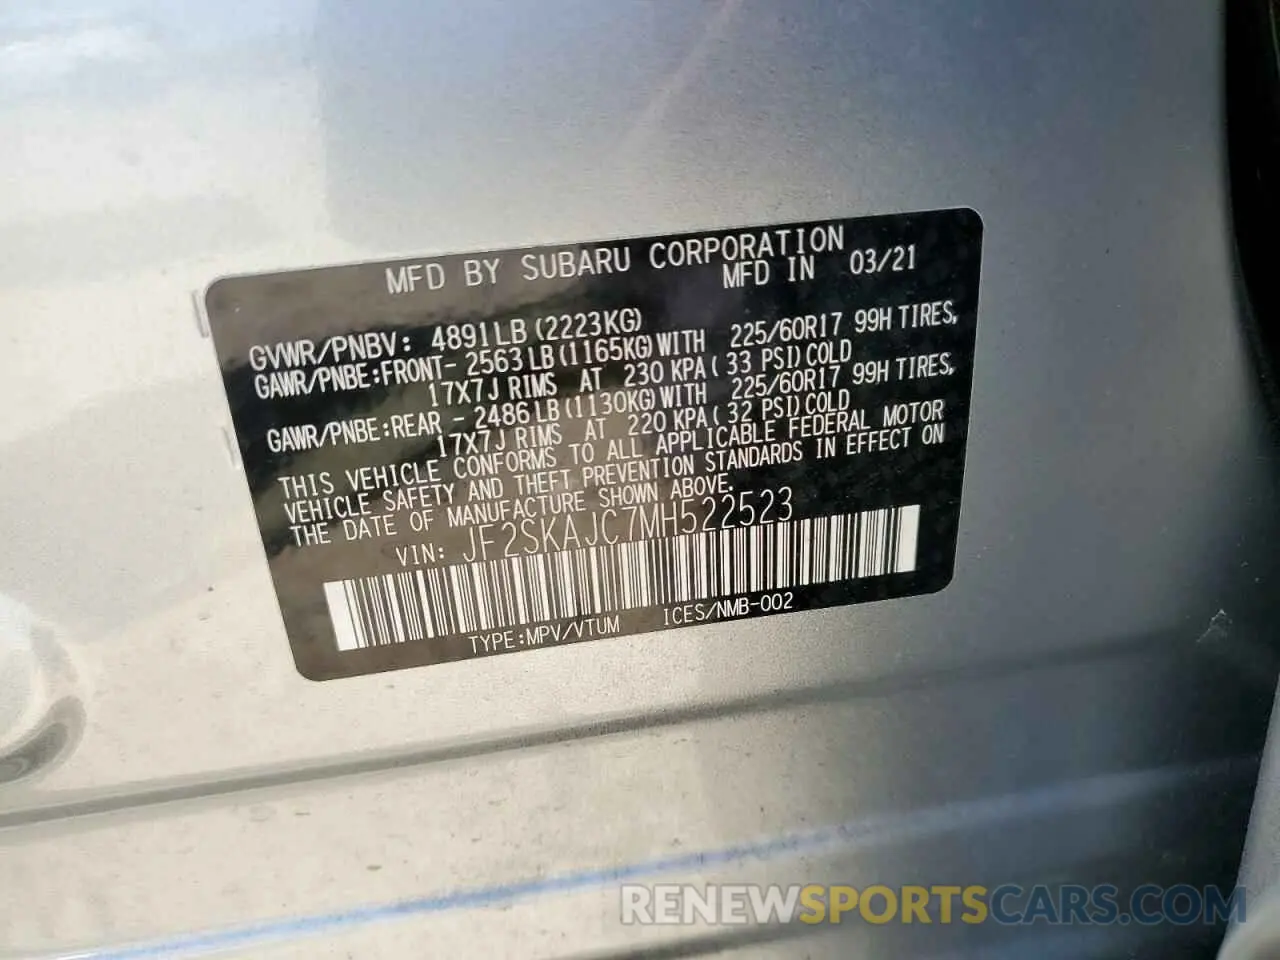 MFD BY SUBARU CORPORATION
MFD IN 03/21
GVWR/PNBV: 4891LB(2223KG)
GAWR/PNBE:FRONT- 2563LB(1165KG)WITH 225/60R17 99H TIRES,
17X7J RIMS AT 230 KPA( 33 PSI)COLD
GAWR/PNBE:REAR - 2486LB(1130KG)WITH 225/60R17 99H TIRES,
17X7J RIMS AT 220 KPA( 32 PSI)COLD
THIS VEHICLE CONFORMS TO ALL APPLICABLE FEDERAL MOTOR
VEHICLE SAFETY AND THEFT PREVENTION STANDARDS IN EFFECT ON
THE DATE OF MANUFACTURE SHOWN ABOVE.
VIN: JF2SKAJC7MH522523
TYPE:MPV/VTUM ICES/NMB-002
RENEWSPORTSCARS.COM